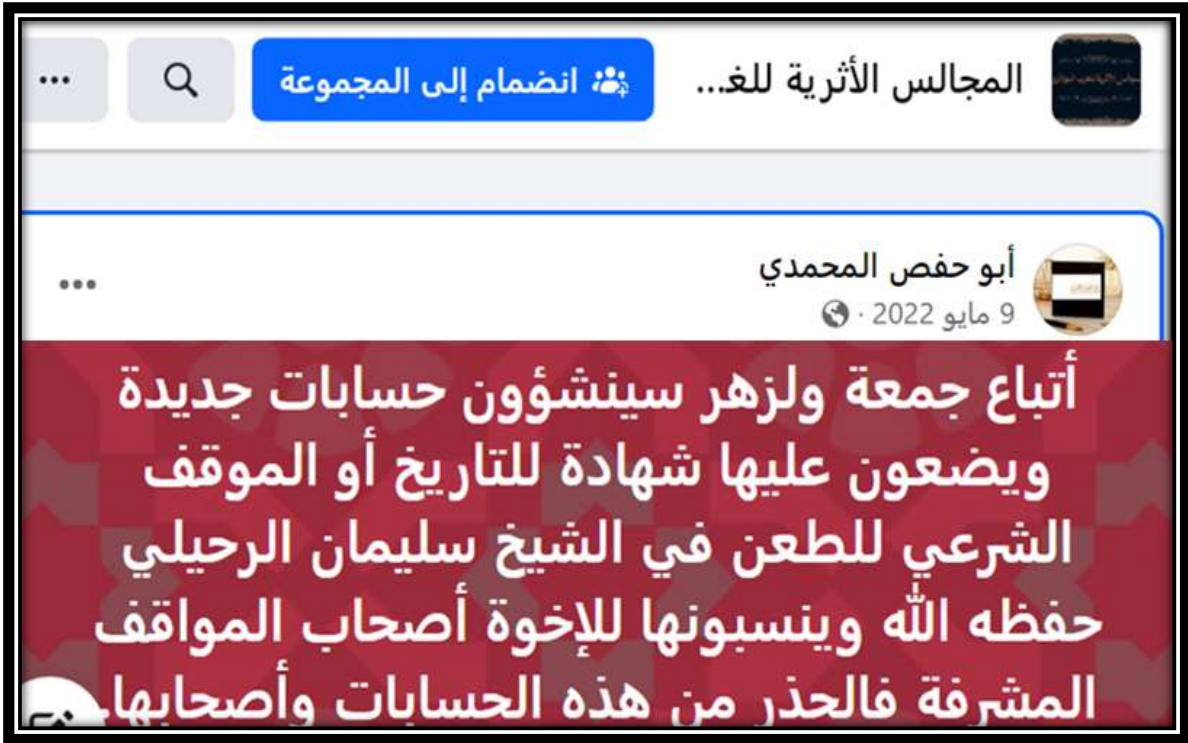 المجالس الأثرية للغـ...
انضمام إلى المجموعة
أبو حفص المحمدي
9 مايو 2022 ·
أتباع جمعة ولزهر سينشؤون حسابات جديدة
ويضعون عليها شهادة للتاريخ أو الموقف
الشرعي للطعن في الشيخ سليمان الرحيلي
حفظه الله وينسبونها للإخوة أصحاب المواقف
المشرفة فالحذر من هذه الحسابات وأصحابها.